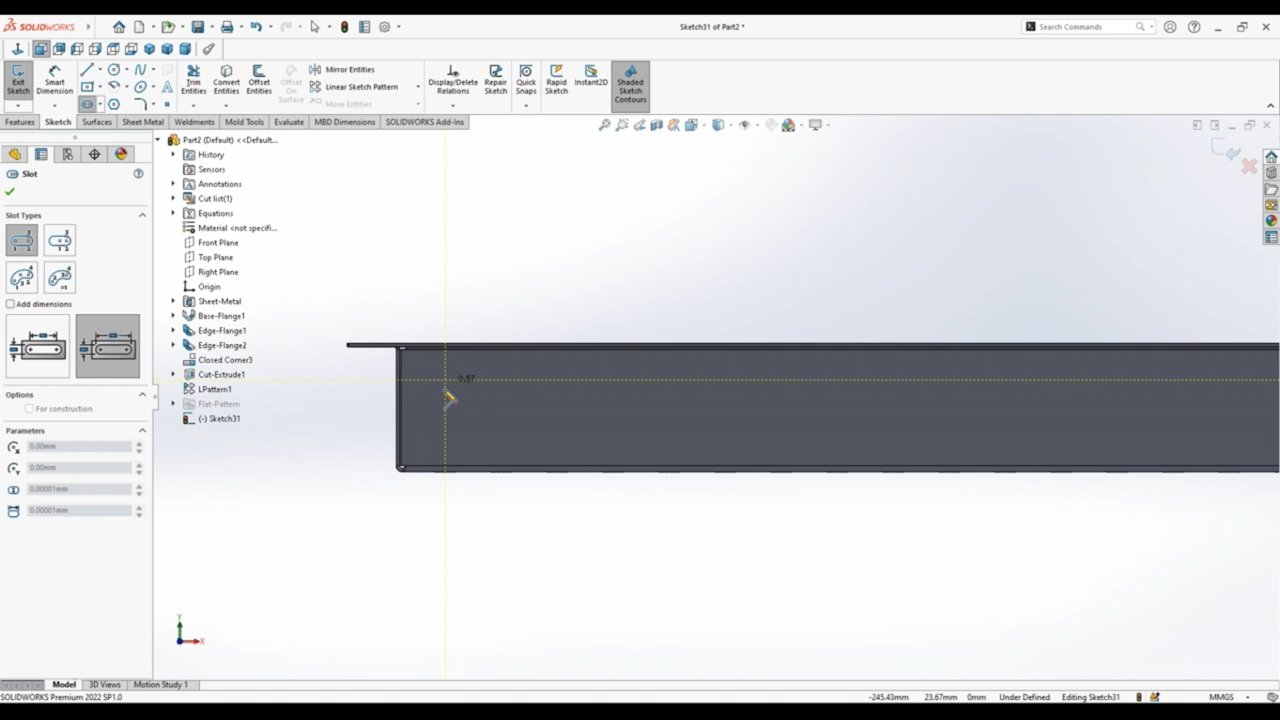 SOLIDWORKS
Sketch31 of Part2 *
Search Commands
Exit Sketch
Smart Dimension
Trim Entities
Convert Entities
Offset Entities
Offset On Surface
Mirror Entities
Linear Sketch Pattern
Move Entities
Display/Delete Relations
Repair Sketch
Quick Snaps
Rapid Sketch
Instant2D
Shaded Sketch Contours
Features
Sketch
Surfaces
Sheet Metal
Weldments
Mold Tools
Evaluate
MBD Dimensions
SOLIDWORKS Add-Ins
Slot
Slot Types
Add dimensions
Options
For construction
Parameters
0.00mm
0.00mm
0.00001mm
0.00001mm
Part2 (Default) <<Default...
History
Sensors
Annotations
Cut list(1)
Equations
Material <not specifi...
Front Plane
Top Plane
Right Plane
Origin
Sheet-Metal
Base-Flange1
Edge-Flange1
Edge-Flange2
Closed Corner3
Cut-Extrude1
LPattern1
Flat-Pattern
(-) Sketch31
0.57
Y
X
Model
3D Views
Motion Study 1
SOLIDWORKS Premium 2022 SP1.0
-245.43mm
23.67mm
0mm
Under Defined
Editing Sketch31
MMGS